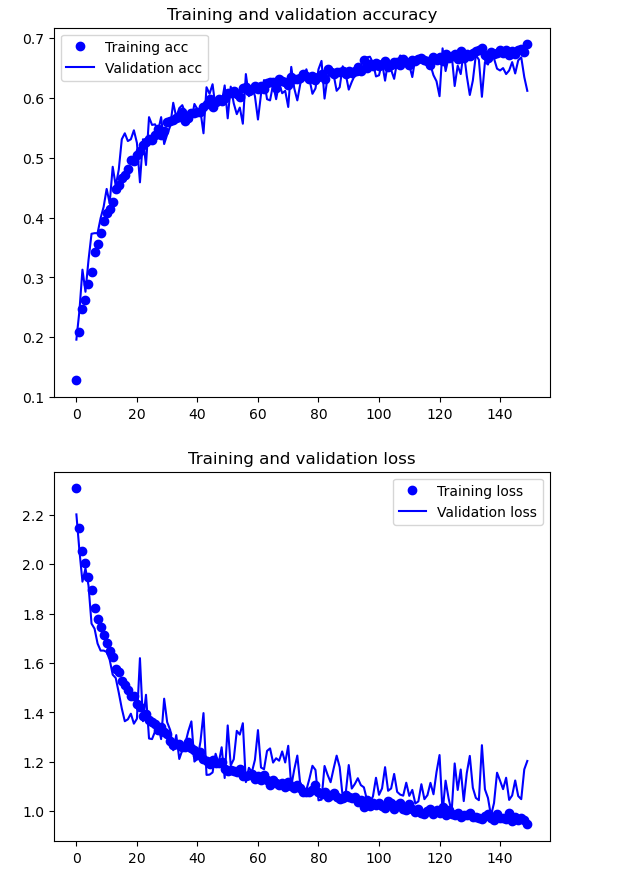 Training and validation accuracy
0.7
0.6
0.5
0.4
0.3
0.2
0.1
Training acc
Validation acc
0 20 40 60 80 100 120 140
Training and validation loss
2.2
2.0
1.8
1.6
1.4
1.2
1.0
Training loss
Validation loss
0 20 40 60 80 100 120 140